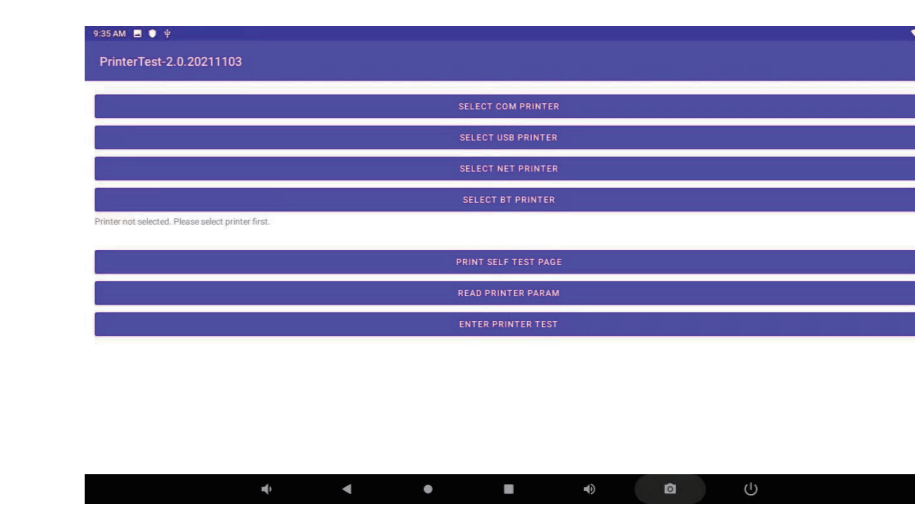 9:35 AM
PrinterTest-2.0.20211103
SELECT COM PRINTER
SELECT USB PRINTER
SELECT NET PRINTER
SELECT BT PRINTER
Printer not selected. Please select printer first.
PRINT SELF TEST PAGE
READ PRINTER PARAM
ENTER PRINTER TEST